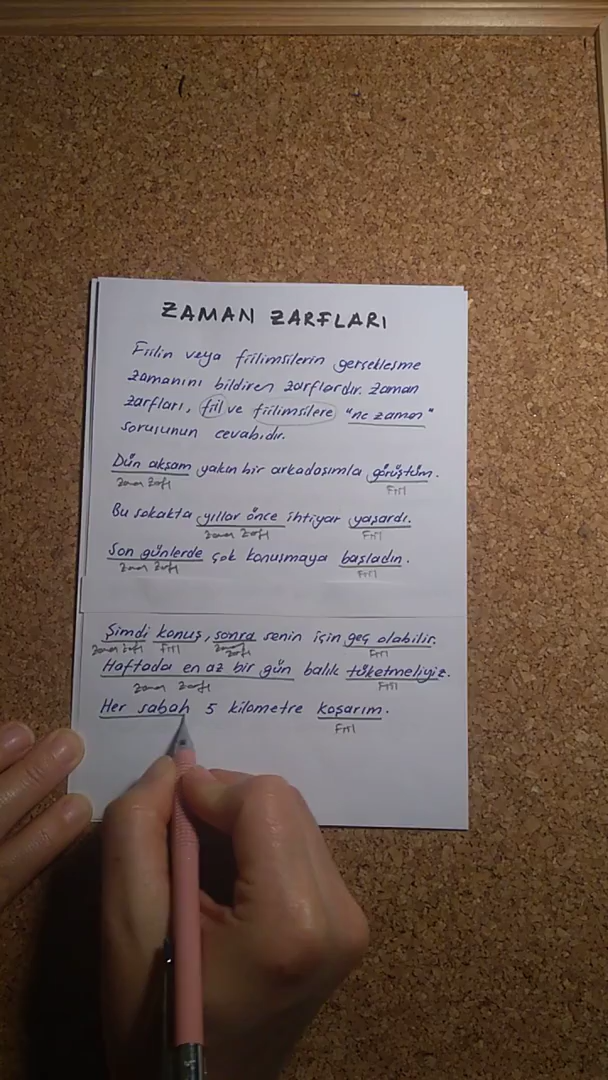 ZAMAN ZARFLARI
Fiilin veya fiilimsilerin gerçekleşme
zamanını bildiren zarflardır. Zaman
zarfları, fiil ve fiilimsilere "ne zaman"
sorusunun cevabıdır.
Dün akşam yakın bir arkadaşımla görüştüm.
Zaman Zarfı Fiil
Bu sokakta yıllar önce ihtiyar yaşardı.
Zaman Zarfı Fiil
Son günlerde çok konuşmaya başladın.
Zaman Zarfı Fiil
Şimdi konuş, sonra senin için geç olabilir.
Zaman Zarfı Fiil Zaman Zarfı Fiil
Haftada en az bir gün balık tüketmeliyiz.
Zaman Zarfı Fiil
Her sabah 5 kilometre koşarım.
Fiil